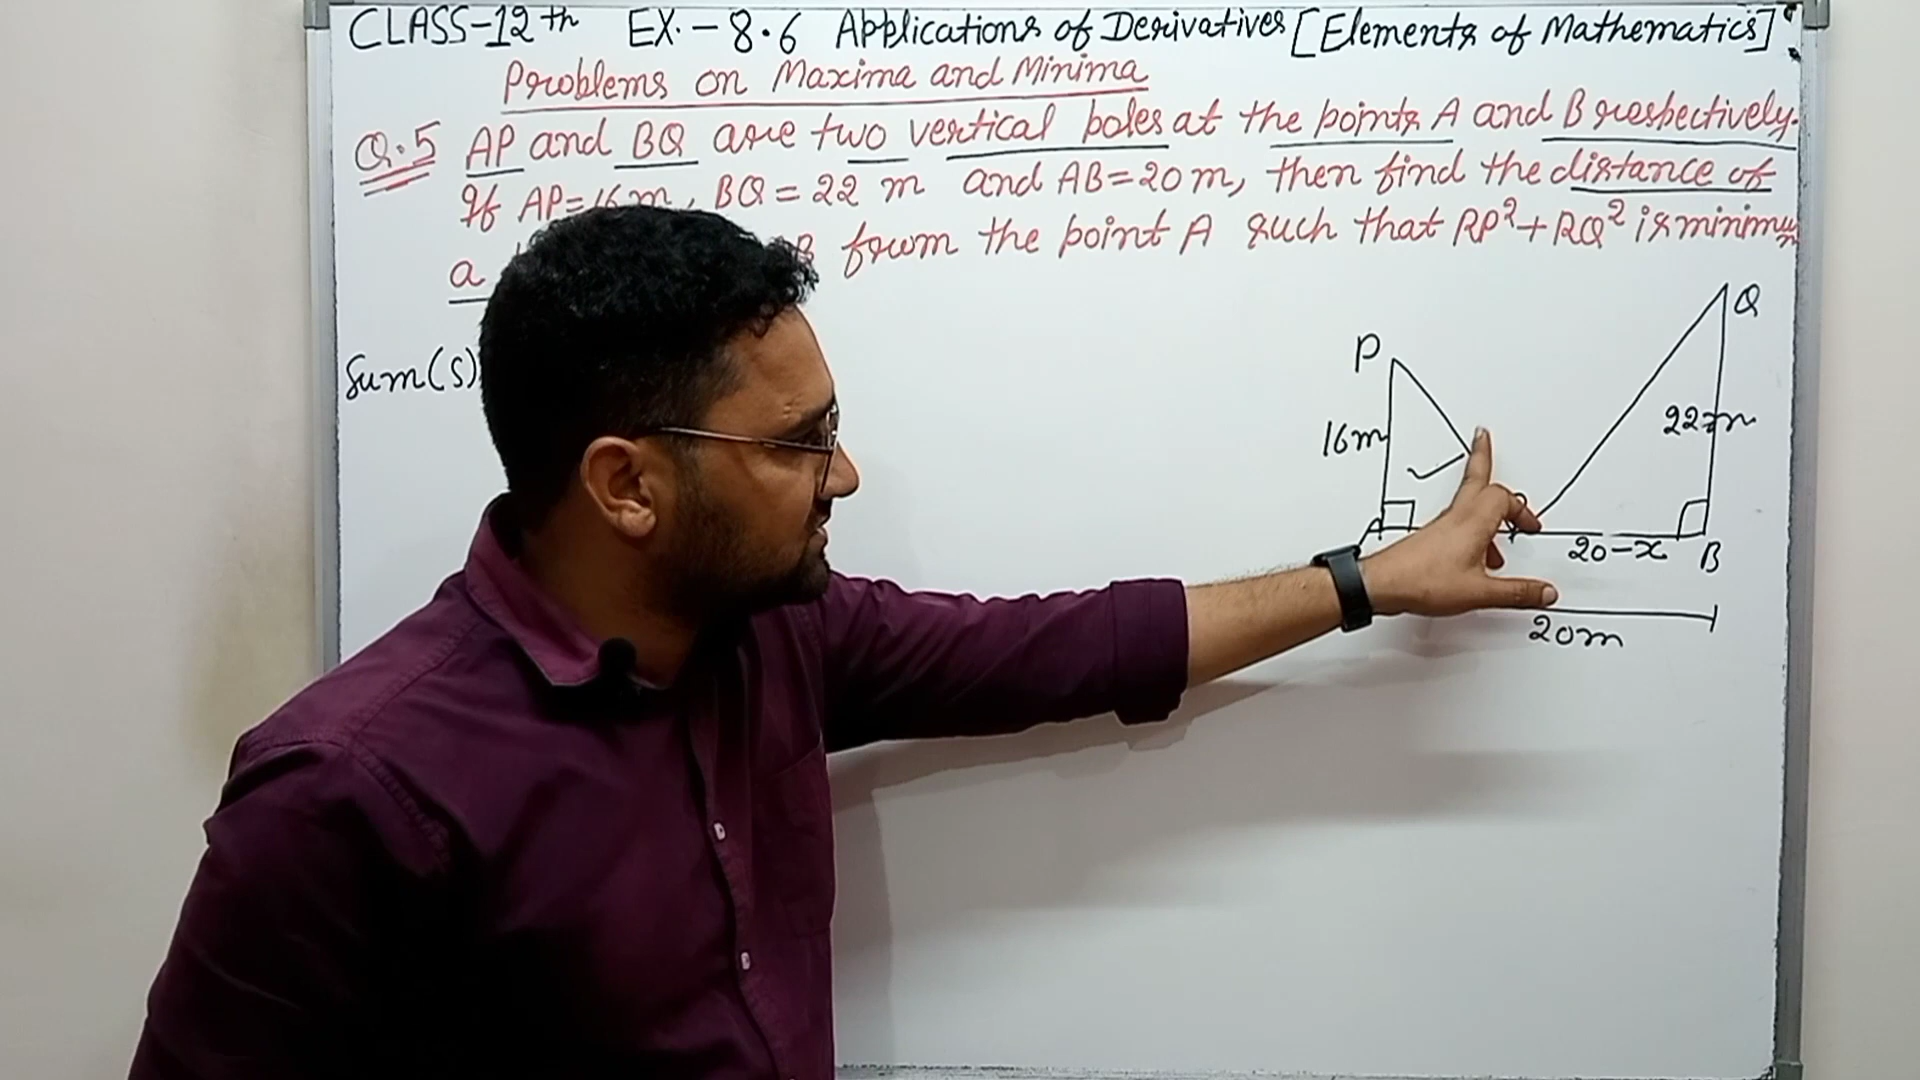 CLASS-12th EX.-8.6 Applications of Derivatives [Elements of Mathematics]
Problems on Maxima and Minima
Q.5 AP and BQ are two vertical poles at the points A and B respectively.
If AP=16m, BQ = 22 m and AB=20m, then find the distance of
a B from the point A such that RP²+RQ² is minimum
Sum(S)
P
Q
16m
22m
A
20-x
B
20m